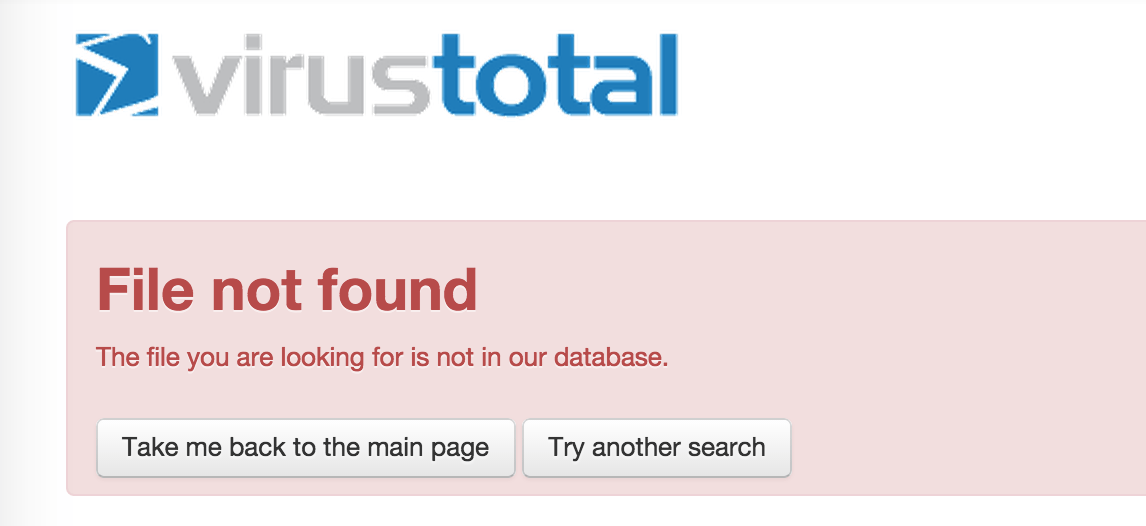 virustotal
File not found
The file you are looking for is not in our database.
Take me back to the main page
Try another search